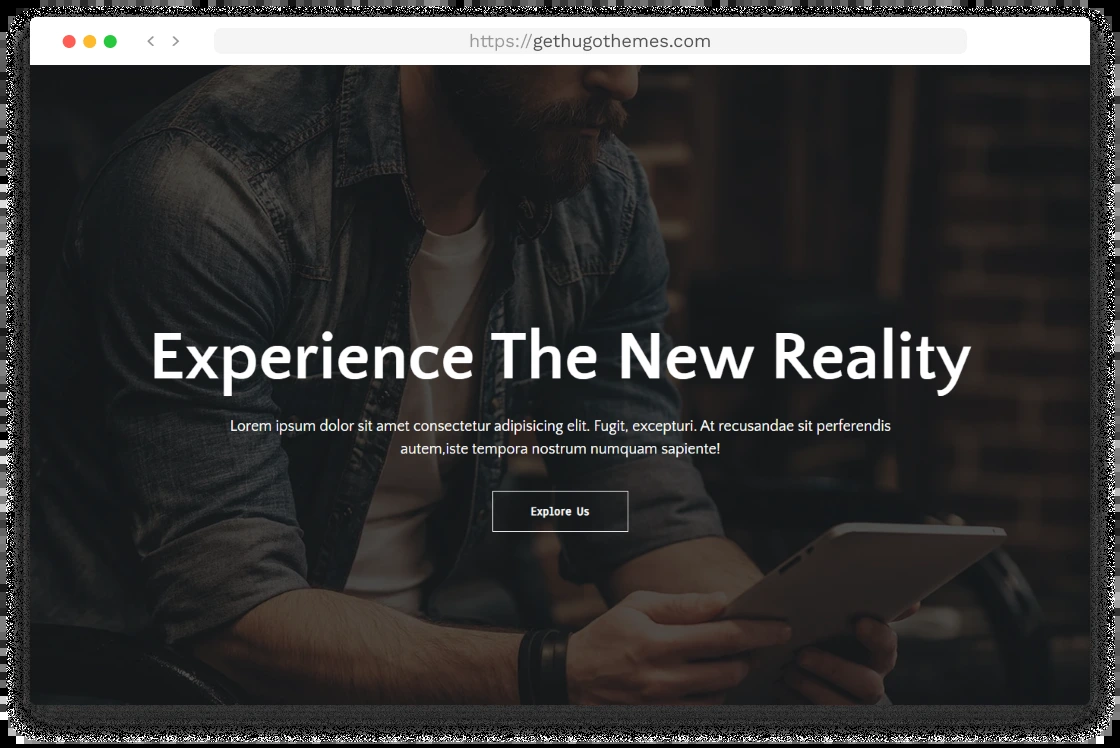 https://gethugothemes.com
Experience The New Reality
Lorem ipsum dolor sit amet consectetur adipisicing elit. Fugit, excepturi. At recusandae sit perferendis
autem,iste tempora nostrum numquam sapiente!
Explore Us